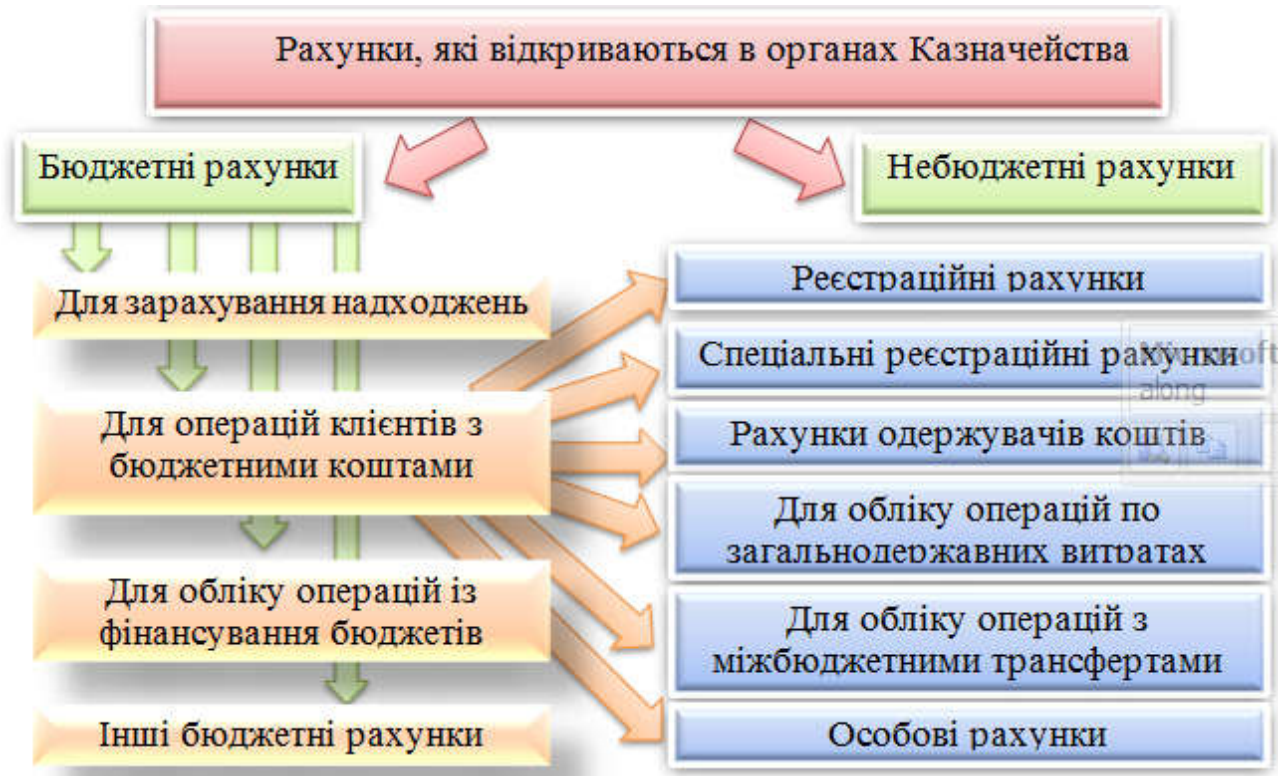 Рахунки, які відкриваються в органах Казначейства
Бюджетні рахунки
Небюджетні рахунки
Для зарахування надходжень
Для операцій клієнтів з
бюджетними коштами
Для обліку операцій із
фінансування бюджетів
Інші бюджетні рахунки
Реєстраційні рахунки
Спеціальні реєстраційні рахунки
Рахунки одержувачів коштів
Для обліку операцій по
загальнодержавних витратах
Для обліку операцій з
міжбюджетними трансфертами
Особові рахунки
Microsoft
along